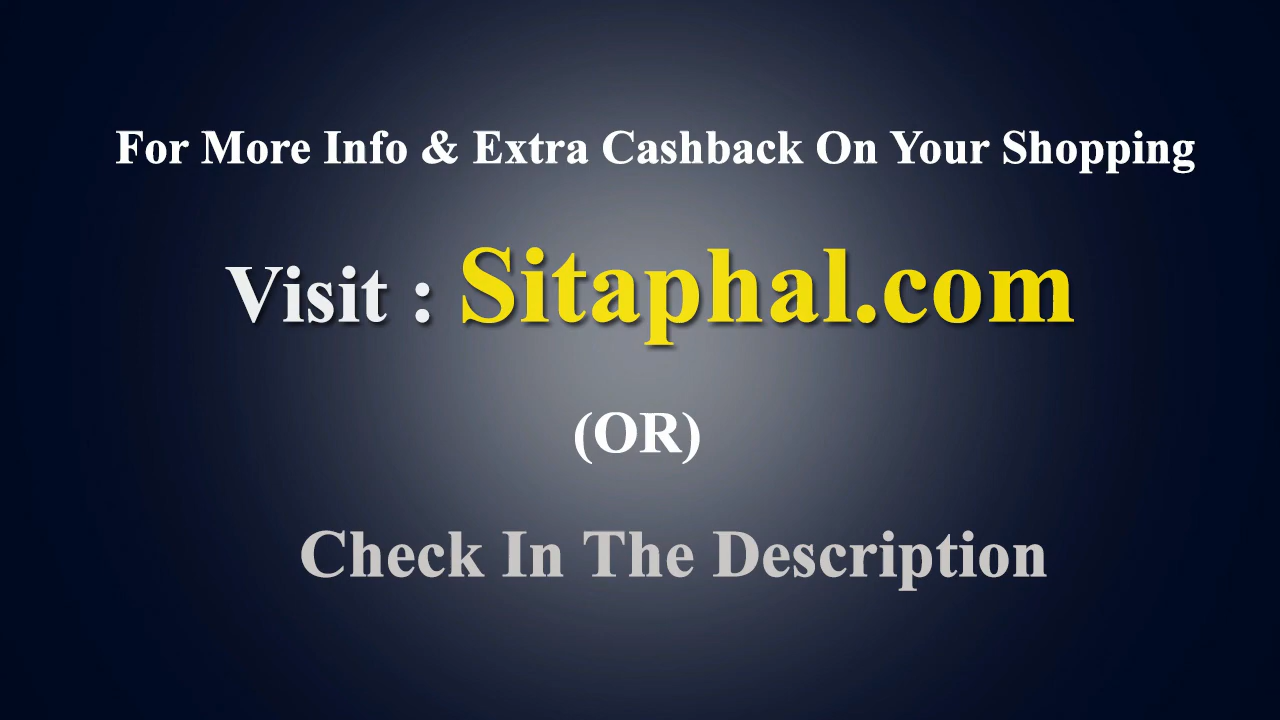 For More Info & Extra Cashback On Your Shopping
Visit : Sitaphal.com
(OR)
Check In The Description